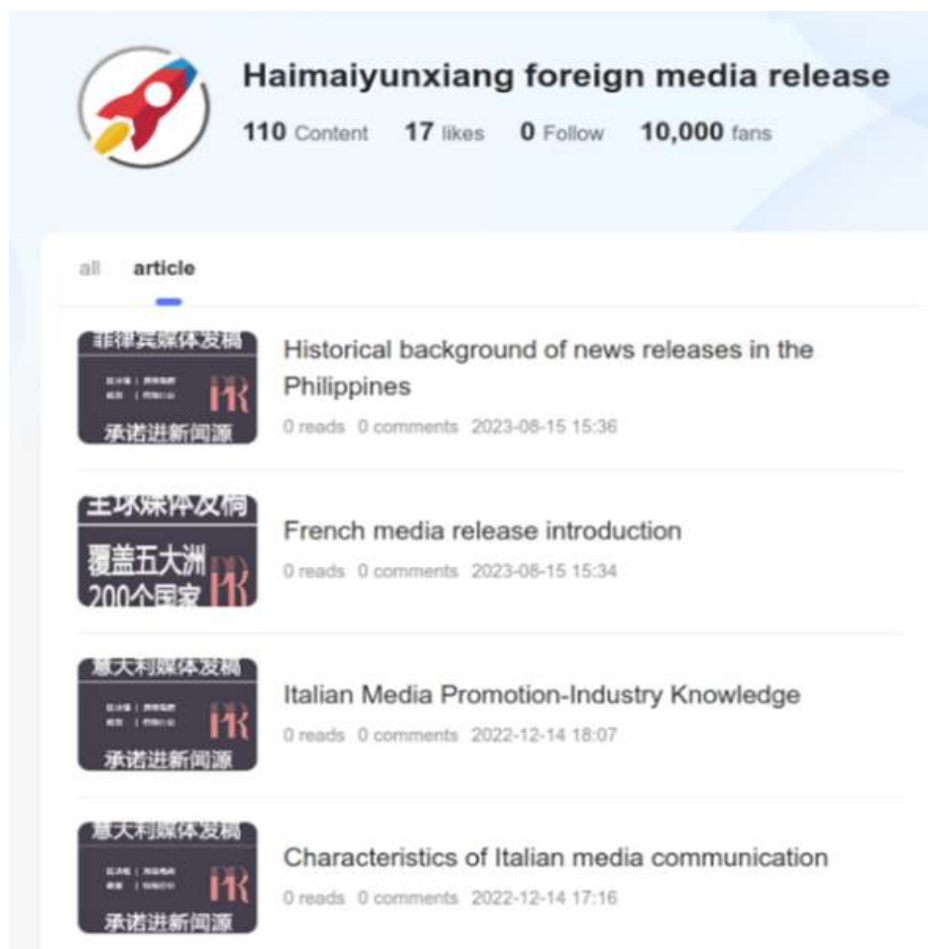 Haimaiyunxiang foreign media release
110 Content 17 likes 0 Follow 10,000 fans
all article
菲律宾媒体发稿
承诺进新闻源
Historical background of news releases in the
Philippines
0 reads 0 comments 2023-08-15 15:36
全球媒体发稿
覆盖五大洲
200个国家
PR
French media release introduction
0 reads 0 comments 2023-08-15 15:34
意大利媒体发稿
PR
承诺进新闻源
Italian Media Promotion-Industry Knowledge
0 reads 0 comments 2022-12-14 18:07
意大利媒体发稿
PR
承诺进新闻源
Characteristics of Italian media communication
0 reads 0 comments 2022-12-14 17:16